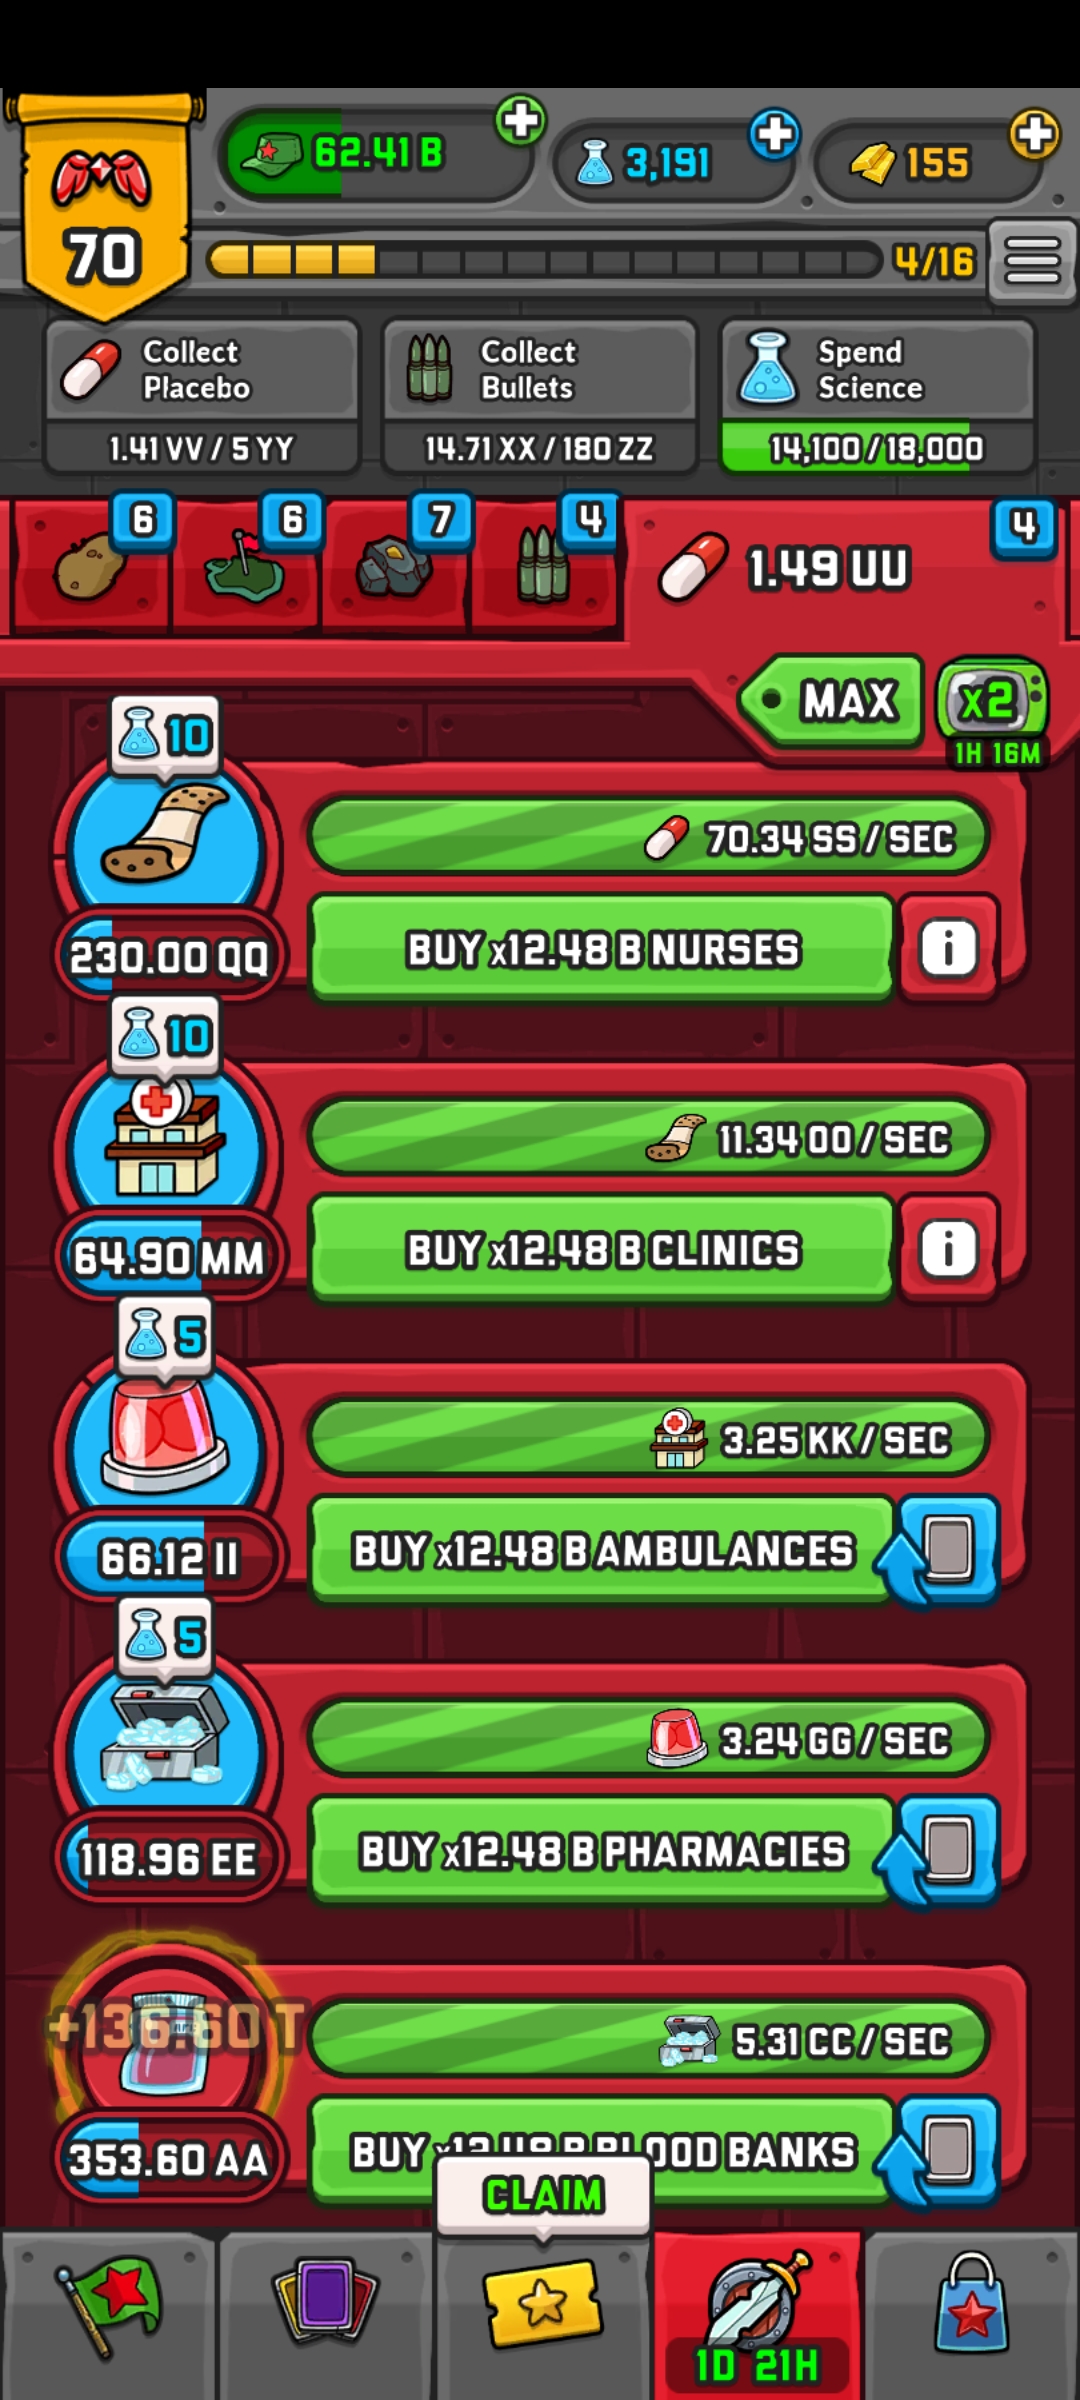 70
62.41 B
3,191
155
4/16
Collect
Placebo
1.41 VV / 5 YY
Collect
Bullets
14.71 XX / 180 ZZ
Spend
Science
14,100 / 18,000
6
6
7
4
1.49 UU
4
MAX
x2
1H 16M
10
70.34 SS / SEC
230.00 QQ
BUY x12.48 B NURSES
i
10
11.34 OO / SEC
64.90 MM
BUY x12.48 B CLINICS
i
5
3.25 KK / SEC
66.12 II
BUY x12.48 B AMBULANCES
5
3.24 GG / SEC
118.96 EE
BUY x12.48 B PHARMACIES
+136.60 T
5.31 CC / SEC
353.60 AA
BUY x12.48 B BLOOD BANKS
CLAIM
1D 21H